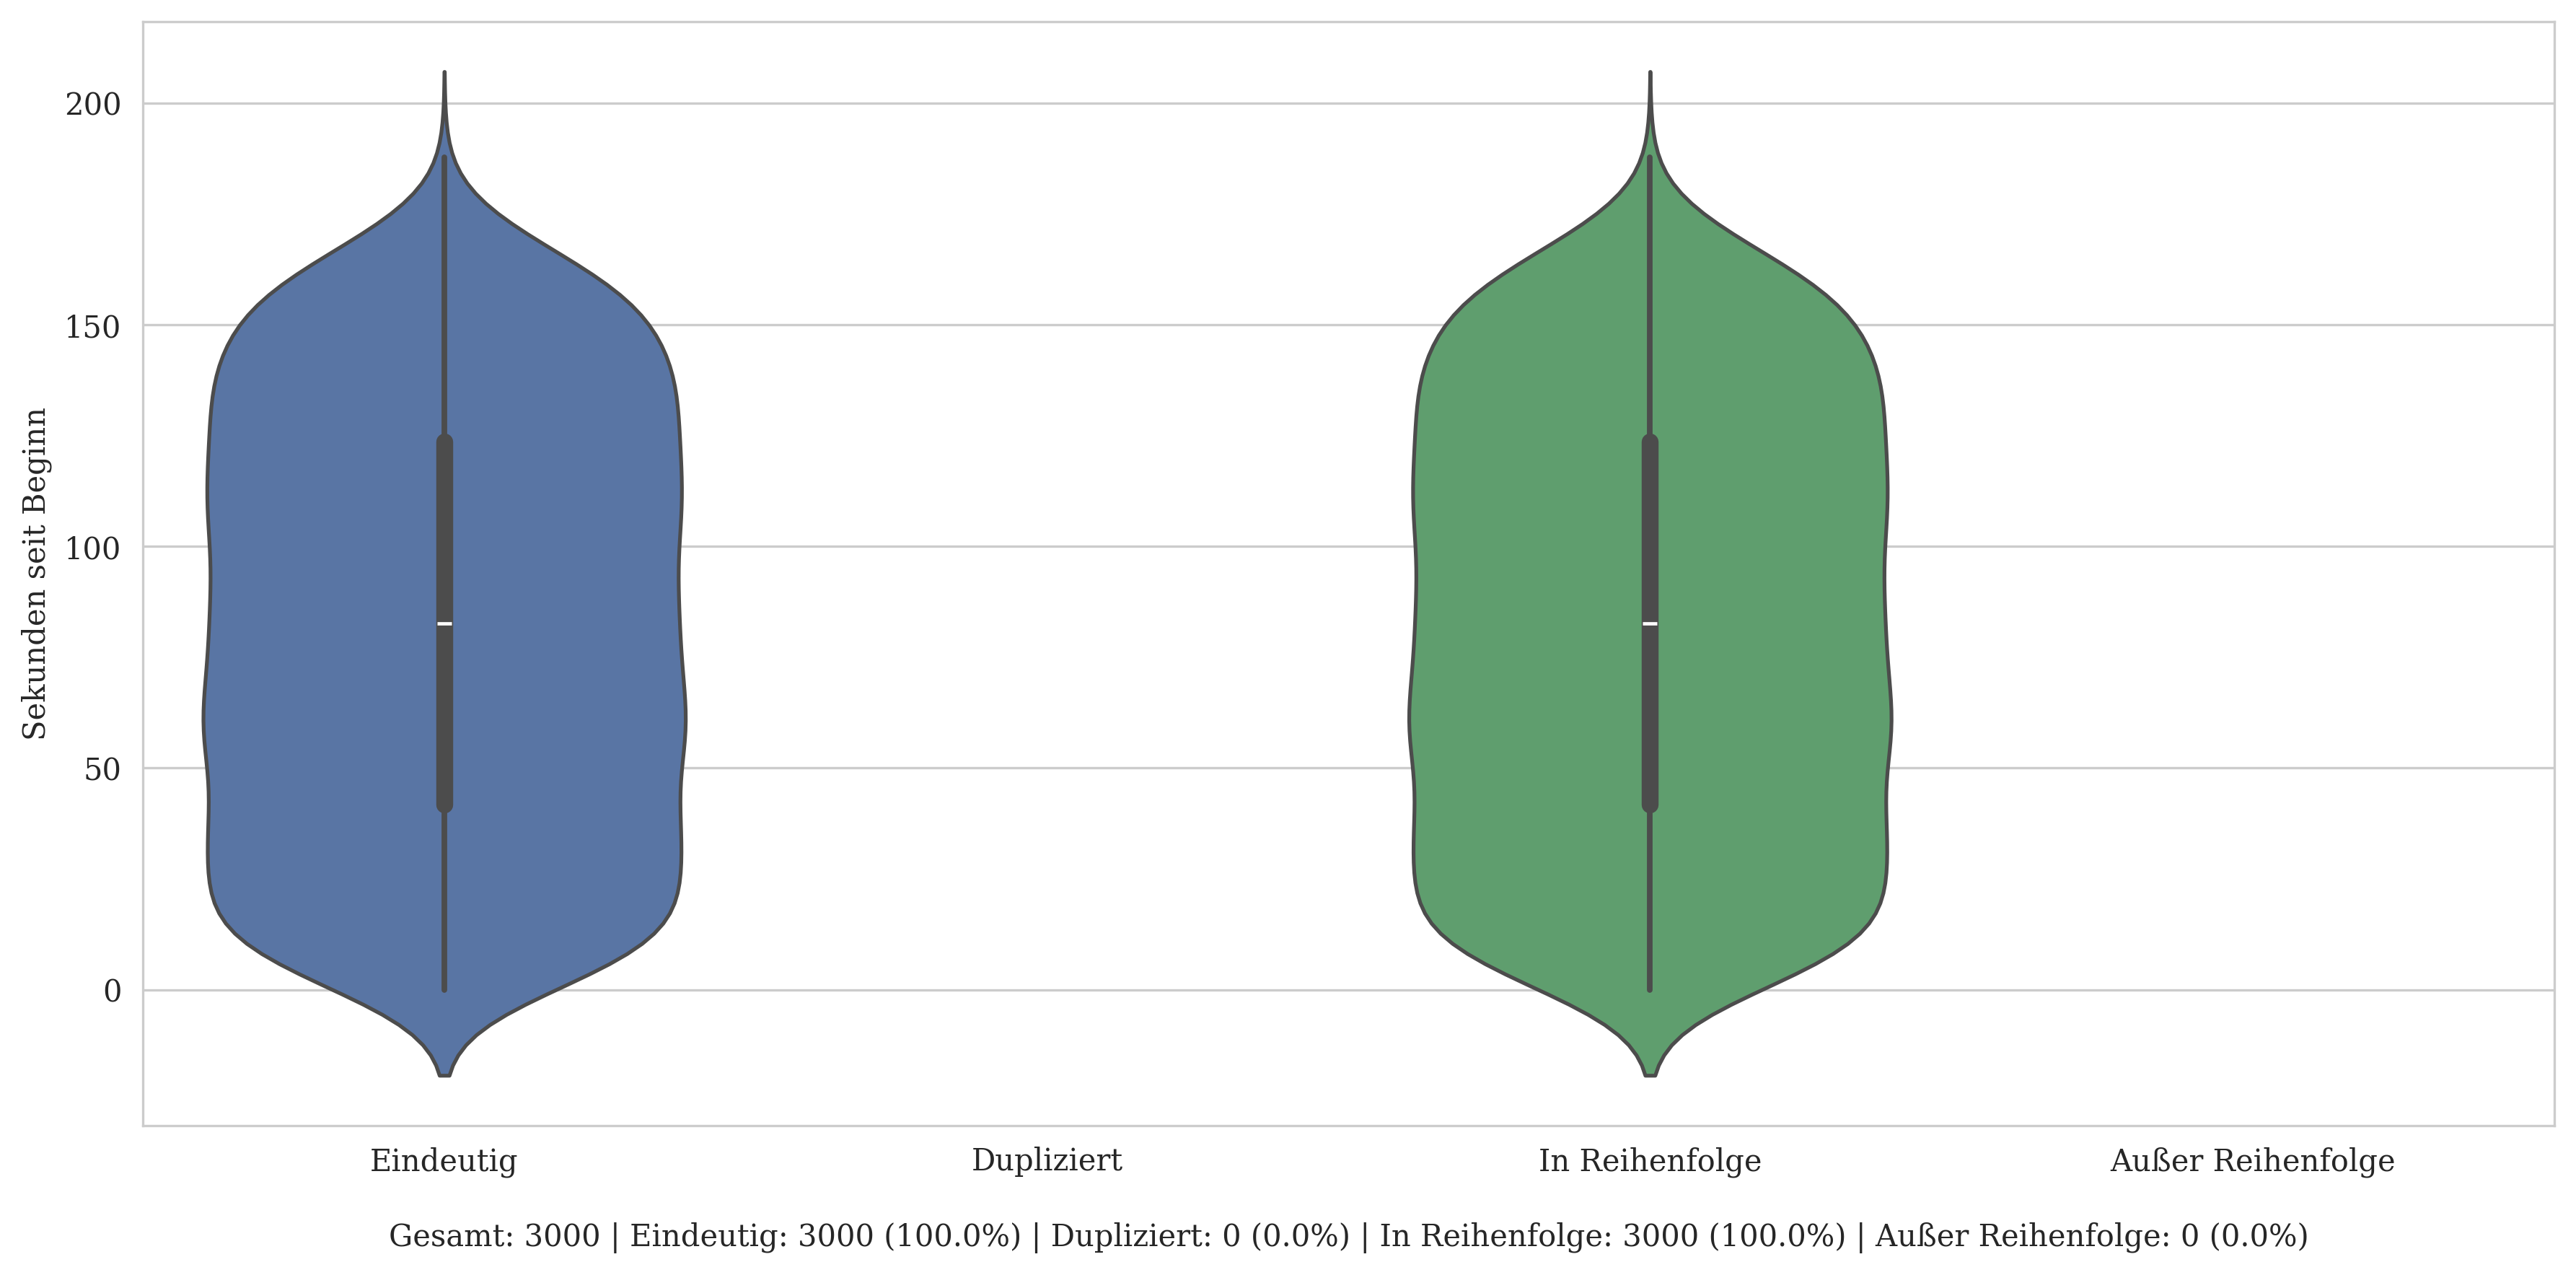 Sekunden seit Beginn
200
150
100
50
0
Eindeutig
Dupliziert
In Reihenfolge
Außer Reihenfolge
Gesamt: 3000 | Eindeutig: 3000 (100.0%) | Dupliziert: 0 (0.0%) | In Reihenfolge: 3000 (100.0%) | Außer Reihenfolge: 0 (0.0%)